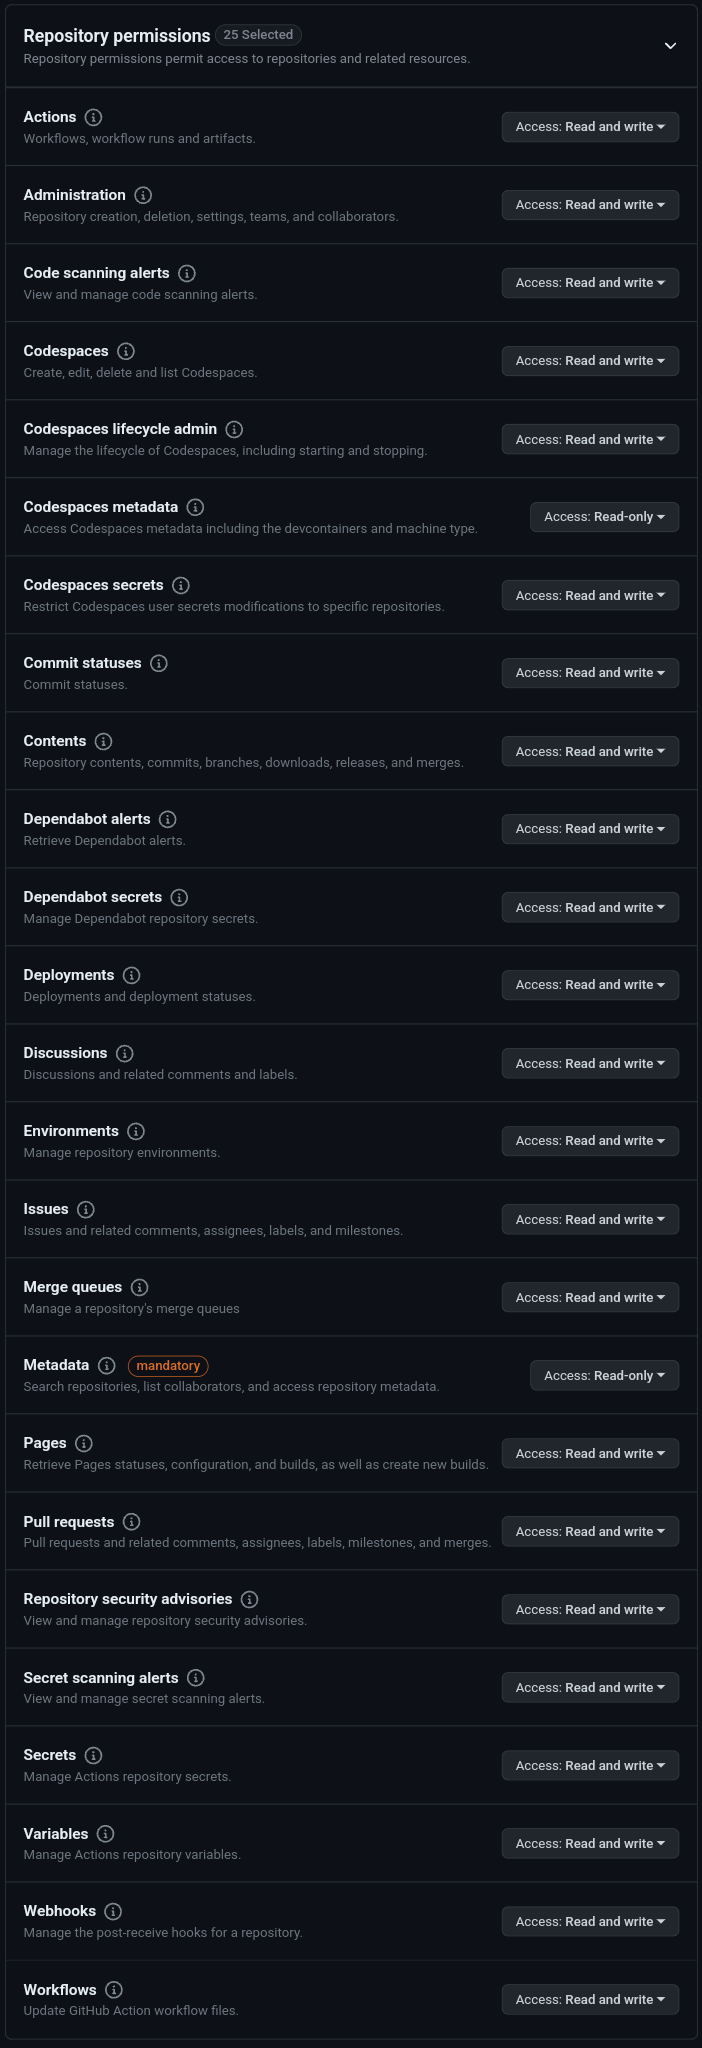 Repository permissions 25 Selected
Repository permissions permit access to repositories and related resources.
Actions
Access: Read and write
Workflows, workflow runs and artifacts.
Administration
Access: Read and write
Repository creation, deletion, settings, teams, and collaborators.
Code scanning alerts
Access: Read and write
View and manage code scanning alerts.
Codespaces
Access: Read and write
Create, edit, delete and list Codespaces.
Codespaces lifecycle admin
Access: Read and write
Manage the lifecycle of Codespaces, including starting and stopping.
Codespaces metadata
Access: Read-only
Access Codespaces metadata including the devcontainers and machine type.
Codespaces secrets
Access: Read and write
Restrict Codespaces user secrets modifications to specific repositories.
Commit statuses
Access: Read and write
Commit statuses.
Contents
Access: Read and write
Repository contents, commits, branches, downloads, releases, and merges.
Dependabot alerts
Access: Read and write
Retrieve Dependabot alerts.
Dependabot secrets
Access: Read and write
Manage Dependabot repository secrets.
Deployments
Access: Read and write
Deployments and deployment statuses.
Discussions
Access: Read and write
Discussions and related comments and labels.
Environments
Access: Read and write
Manage repository environments.
Issues
Access: Read and write
Issues and related comments, assignees, labels, and milestones.
Merge queues
Access: Read and write
Manage a repository's merge queues
Metadata mandatory
Access: Read-only
Search repositories, list collaborators, and access repository metadata.
Pages
Access: Read and write
Retrieve Pages statuses, configuration, and builds, as well as create new builds.
Pull requests
Access: Read and write
Pull requests and related comments, assignees, labels, milestones, and merges.
Repository security advisories
Access: Read and write
View and manage repository security advisories.
Secret scanning alerts
Access: Read and write
View and manage secret scanning alerts.
Secrets
Access: Read and write
Manage Actions repository secrets.
Variables
Access: Read and write
Manage Actions repository variables.
Webhooks
Access: Read and write
Manage the post-receive hooks for a repository.
Workflows
Access: Read and write
Update GitHub Action workflow files.